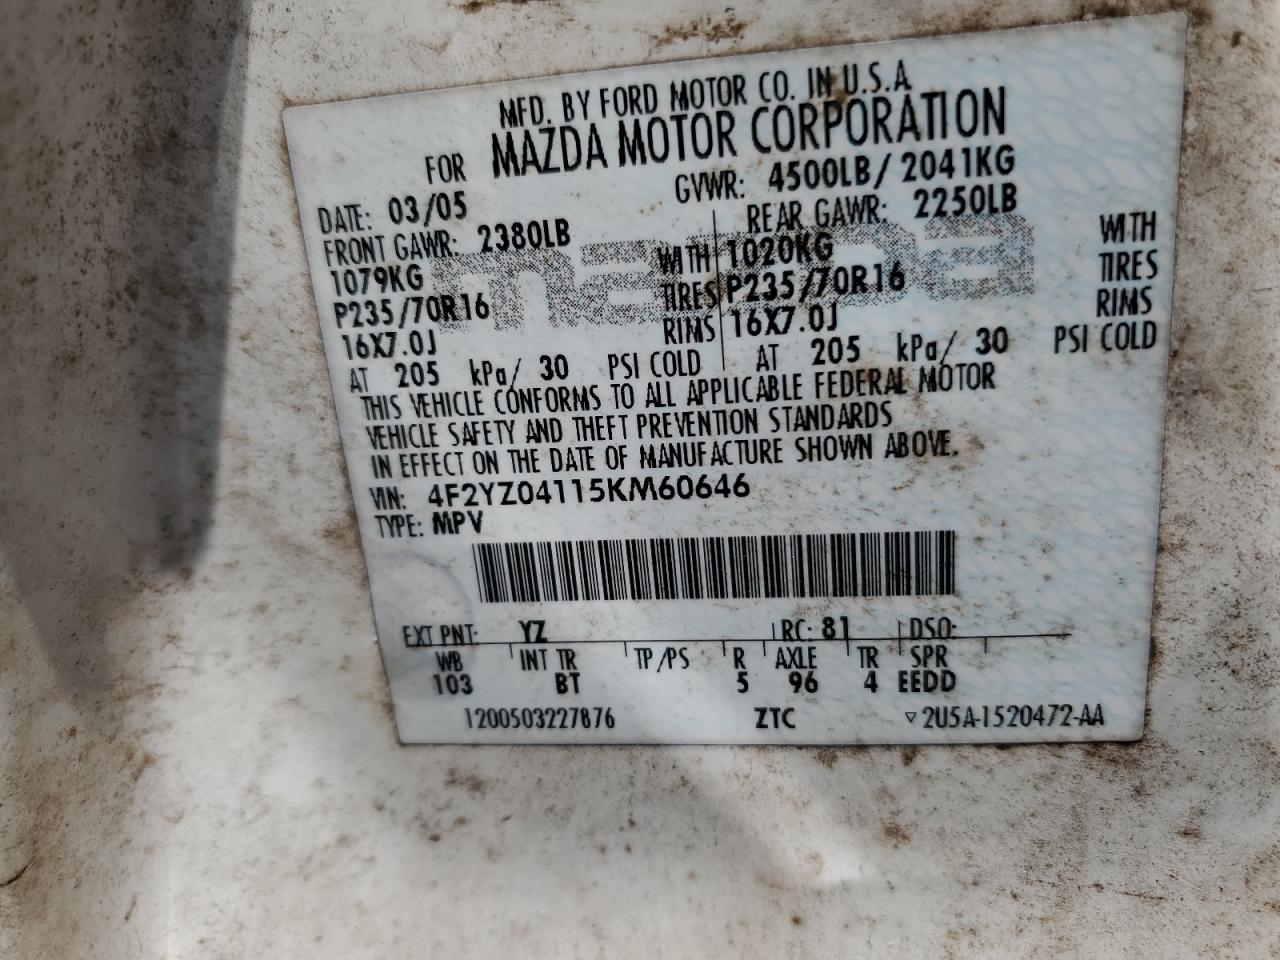 MFD. BY FORD MOTOR CO. IN U.S.A
FOR MAZDA MOTOR CORPORATION
DATE: 03/05 GVWR: 4500LB/ 2041KG
FRONT GAWR: 2380LB REAR GAWR: 2250LB
1079KG WITH 1020KG WITH
P235/70R16 TIRES P235/70R16 TIRES
16X7.0J RIMS 16X7.0J RIMS
AT 205 kPa/ 30 PSI COLD AT 205 kPa/ 30 PSI COLD
THIS VEHICLE CONFORMS TO ALL APPLICABLE FEDERAL MOTOR
VEHICLE SAFETY AND THEFT PREVENTION STANDARDS
IN EFFECT ON THE DATE OF MANUFACTURE SHOWN ABOVE.
VIN: 4F2YZ04115KM60646
TYPE: MPV
mazda
EXT PNT: YZ RC: 81 DSO:
WB INT TR TP/PS R AXLE TR SPR
103 BT 5 96 4 EEDD
1200503227876 ZTC ▽ 2U5A-1520472-AA